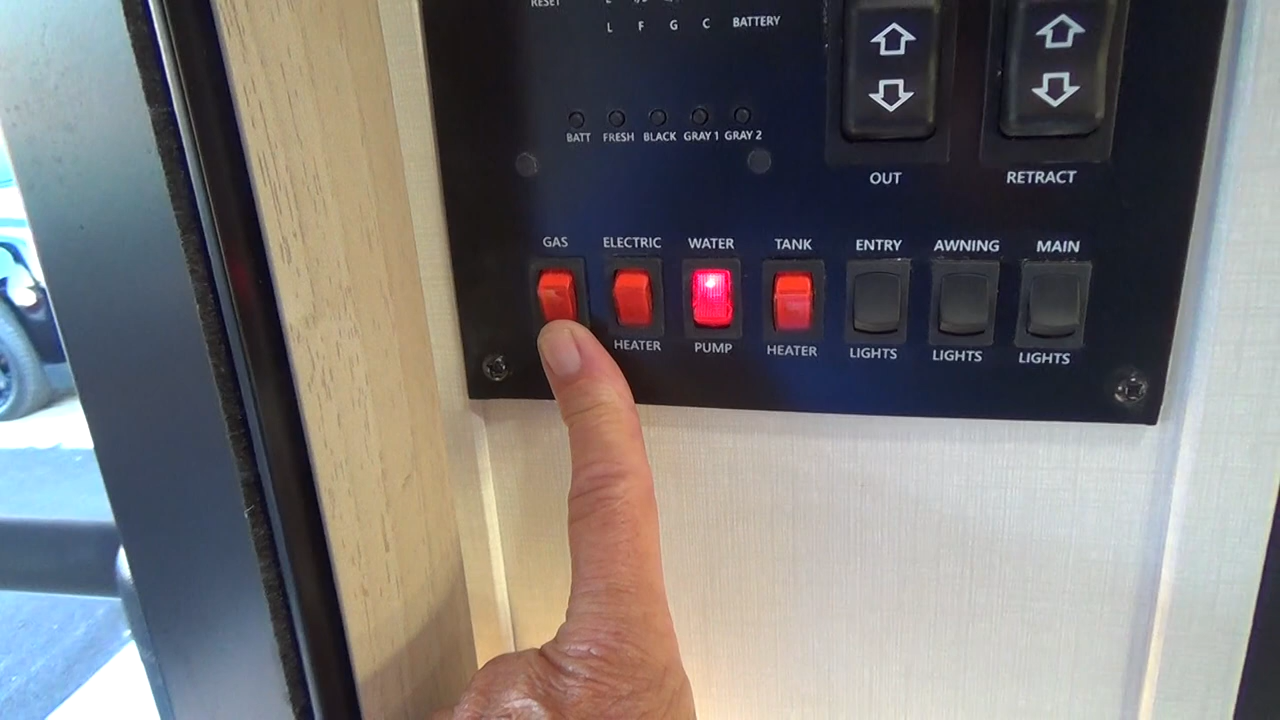 RESET
L F G C BATTERY
BATT FRESH BLACK GRAY 1 GRAY 2
OUT RETRACT
GAS ELECTRIC WATER TANK ENTRY AWNING MAIN
HEATER PUMP HEATER LIGHTS LIGHTS LIGHTS